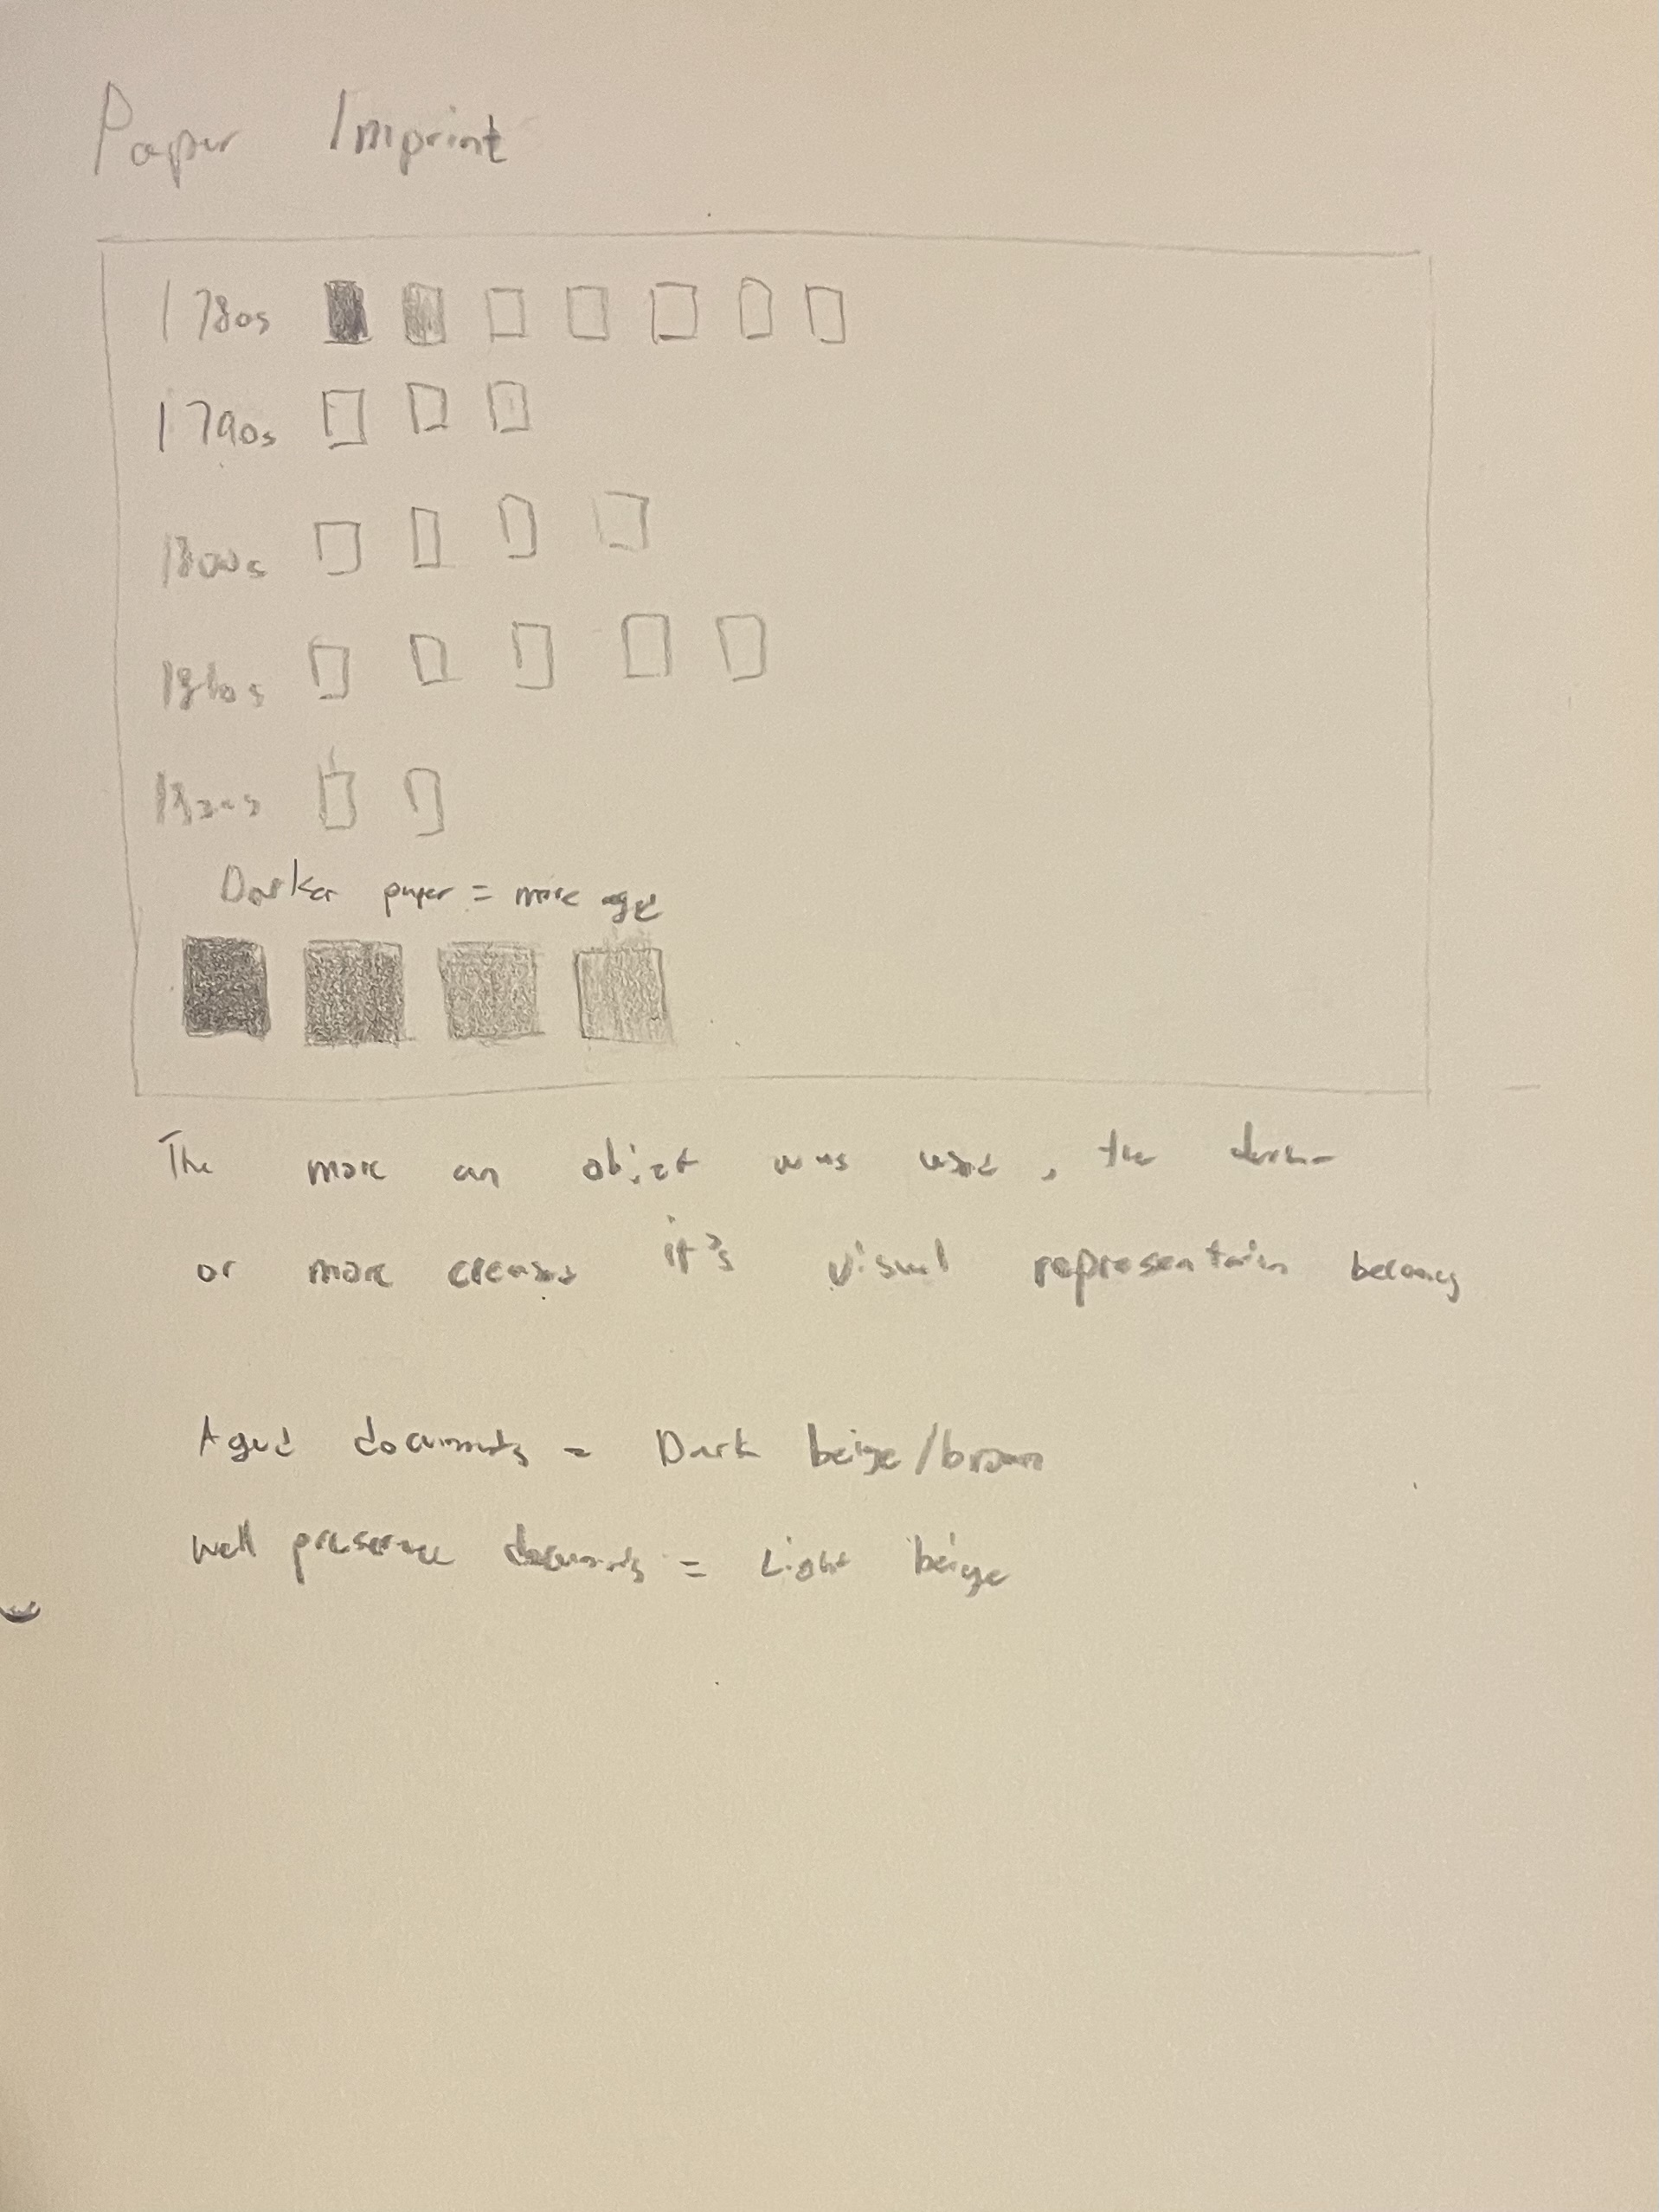 Paper Imprint
1780s
1790s
1800s
1810s
1820s
Darker paper = more age
The more an object was used, the darker
or more creases it's visual representation becomes
Aged documents = Dark beige/brown
Well preserved documents = Light beige